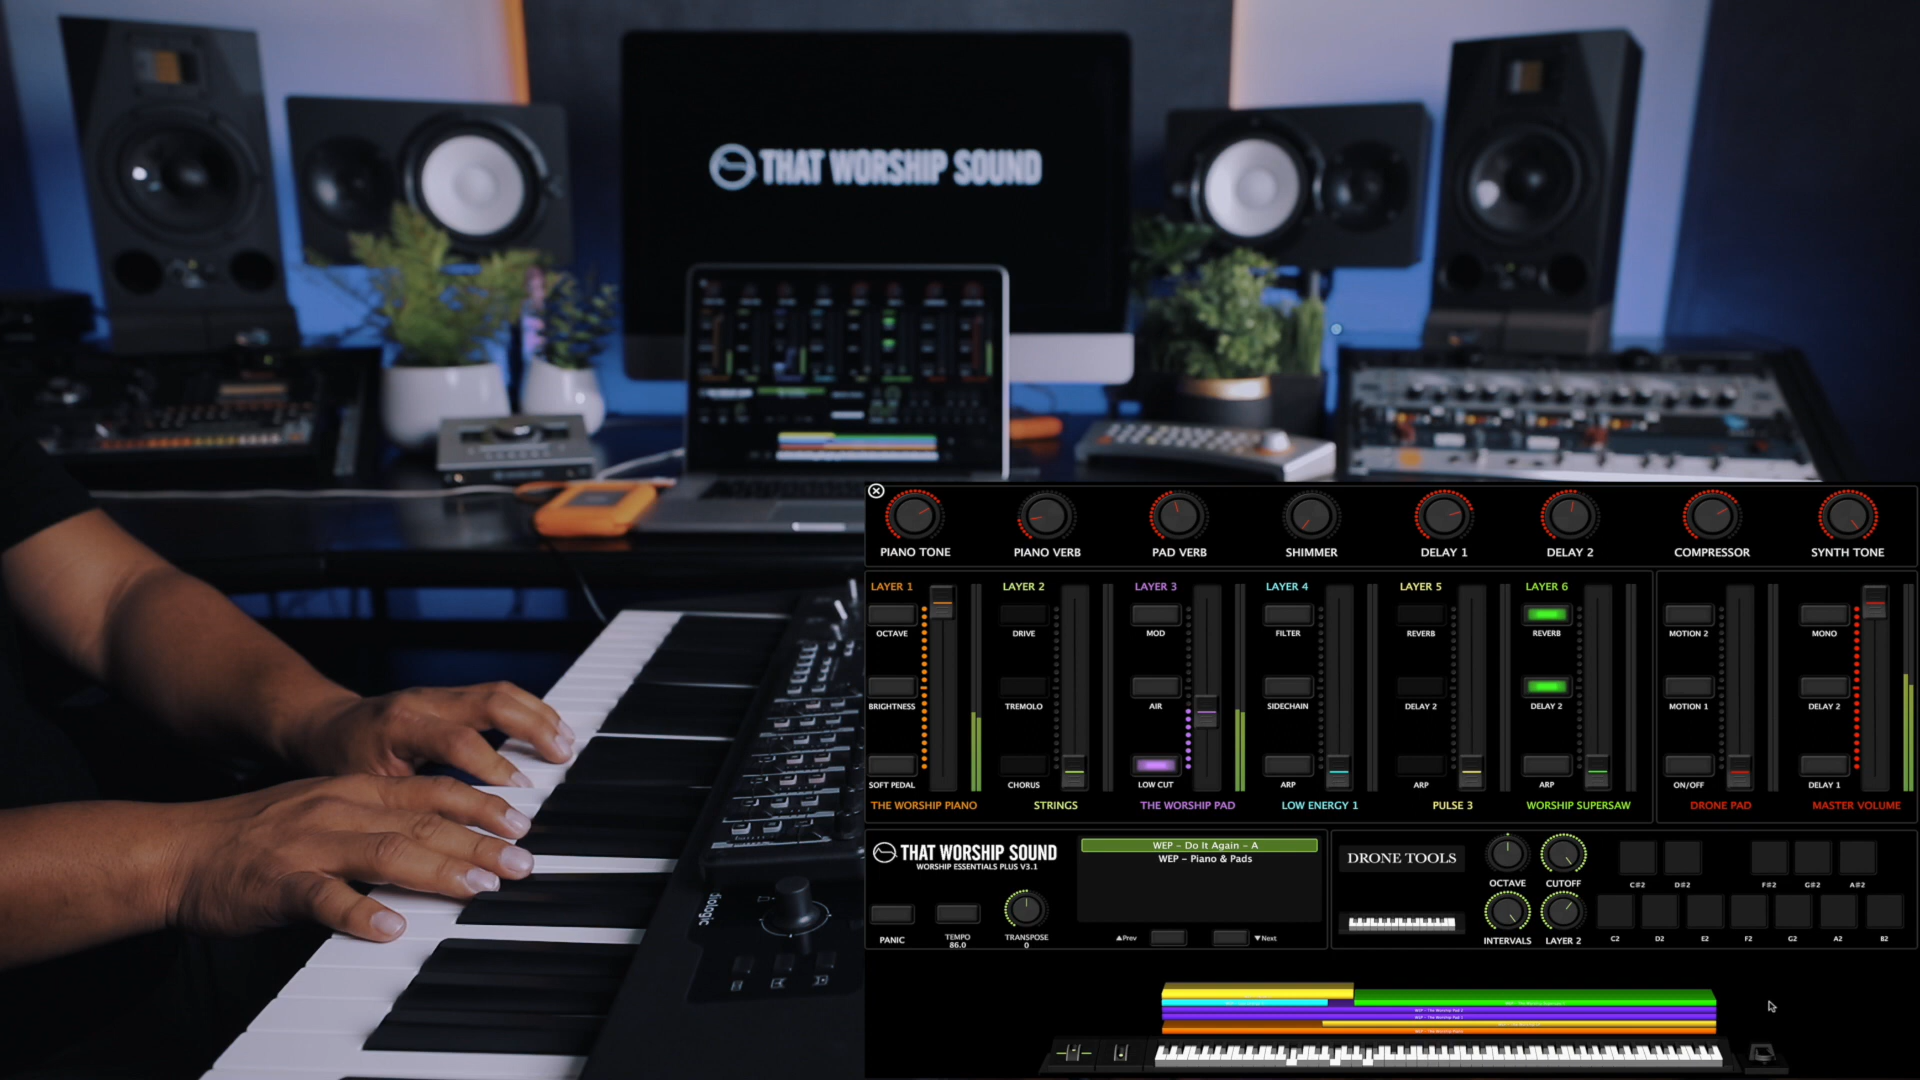 THAT WORSHIP SOUND
PIANO TONE
PIANO VERB
PAD VERB
SHIMMER
DELAY 1
DELAY 2
COMPRESSOR
SYNTH TONE
LAYER 1
OCTAVE
BRIGHTNESS
SOFT PEDAL
THE WORSHIP PIANO
LAYER 2
DRIVE
TREMOLO
CHORUS
STRINGS
LAYER 3
MOD
AIR
LOW CUT
THE WORSHIP PAD
LAYER 4
FILTER
SIDECHAIN
ARP
LOW ENERGY 1
LAYER 5
REVERB
DELAY 2
ARP
PULSE 3
LAYER 6
REVERB
DELAY 2
ARP
WORSHIP SUPERSAW
MOTION 2
MOTION 1
ON/OFF
DRONE PAD
MONO
DELAY 2
DELAY 1
MASTER VOLUME
THAT WORSHIP SOUND
WORSHIP ESSENTIALS PLUS V3.1
PANIC
TEMPO
86.0
TRANSPOSE
0
WEP - Do It Again - A
WEP - Piano & Pads
▲Prev
▼Next
DRONE TOOLS
OCTAVE
CUTOFF
INTERVALS
LAYER 2
C#2
D#2
F#2
G#2
A#2
C2
D2
E2
F2
G2
A2
B2